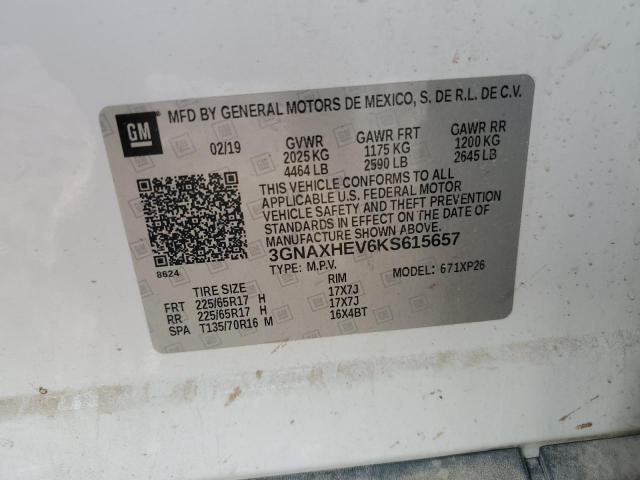 GM
MFD BY GENERAL MOTORS DE MEXICO, S. DE R.L. DE C.V.
02/19 GVWR GAWR FRT GAWR RR
2025 KG 1175 KG 1200 KG
4464 LB 2590 LB 2645 LB
THIS VEHICLE CONFORMS TO ALL
APPLICABLE U.S. FEDERAL MOTOR
VEHICLE SAFETY AND THEFT PREVENTION
STANDARDS IN EFFECT ON THE DATE OF
MANUFACTURE SHOWN ABOVE.
3GNAXHEV6KS615657
8624
TYPE: M.P.V. MODEL: 671XP26
TIRE SIZE RIM
FRT 225/65R17 H 17X7J
RR 225/65R17 H 17X7J
SPA T135/70R16 M 16X4BT